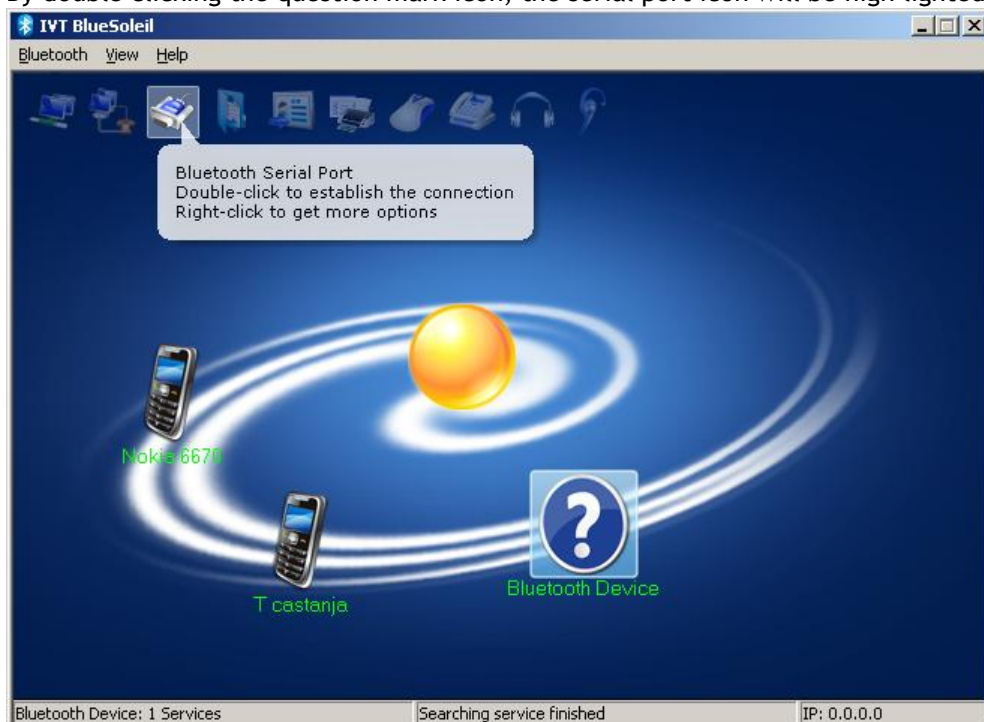 By double clicking the question mark icon, the serial port icon will be high lighted
IVT BlueSoleil
Bluetooth View Help
Bluetooth Serial Port
Double-click to establish the connection
Right-click to get more options
Nokia 6670
T castanja
Bluetooth Device
Bluetooth Device: 1 Services
Searching service finished
IP: 0.0.0.0